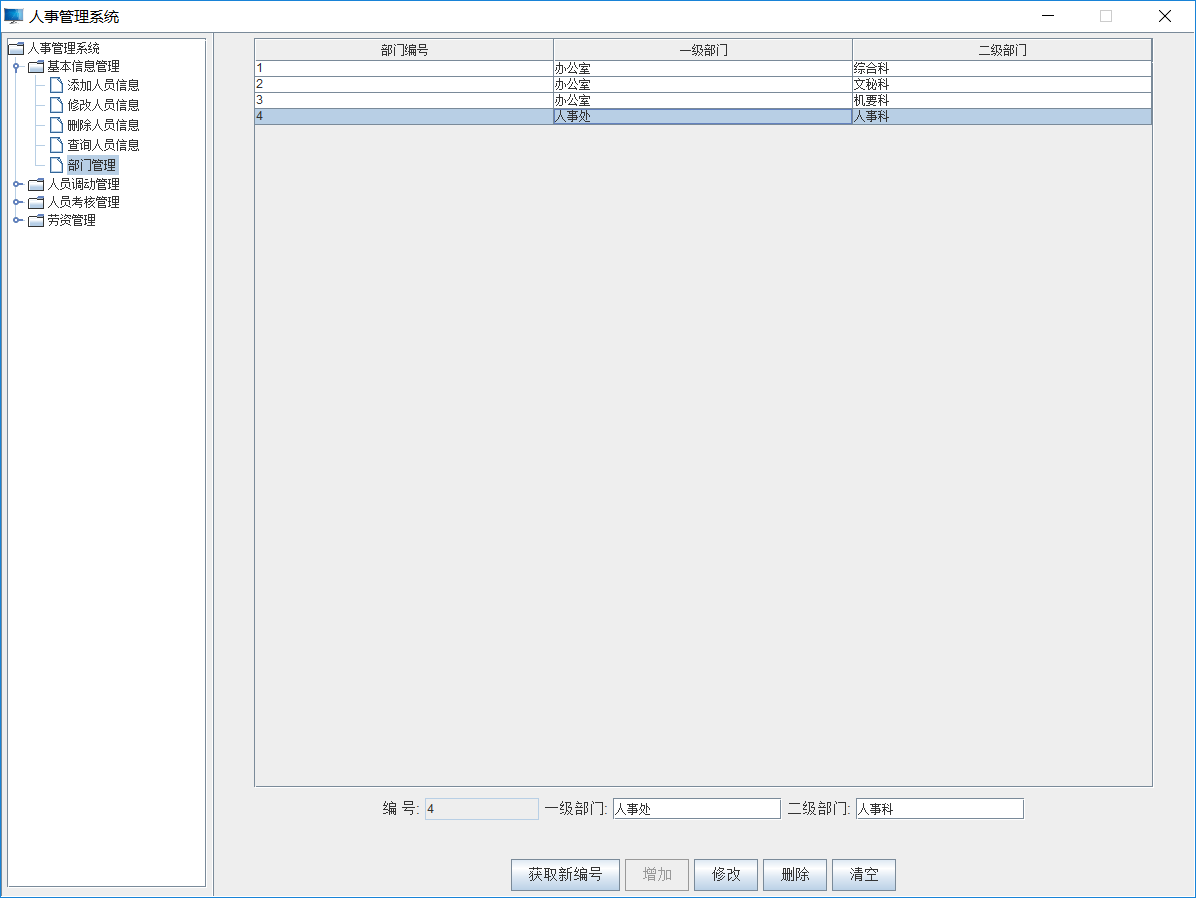 人事管理系统
人事管理系统
基本信息管理
添加人员信息
修改人员信息
删除人员信息
查询人员信息
部门管理
人员调动管理
人员考核管理
劳资管理
部门编号 一级部门 二级部门
1 办公室 综合科
2 办公室 文秘科
3 办公室 机要科
4 人事处 人事科
编 号: 4 一级部门: 人事处 二级部门: 人事科
获取新编号 增加 修改 删除 清空